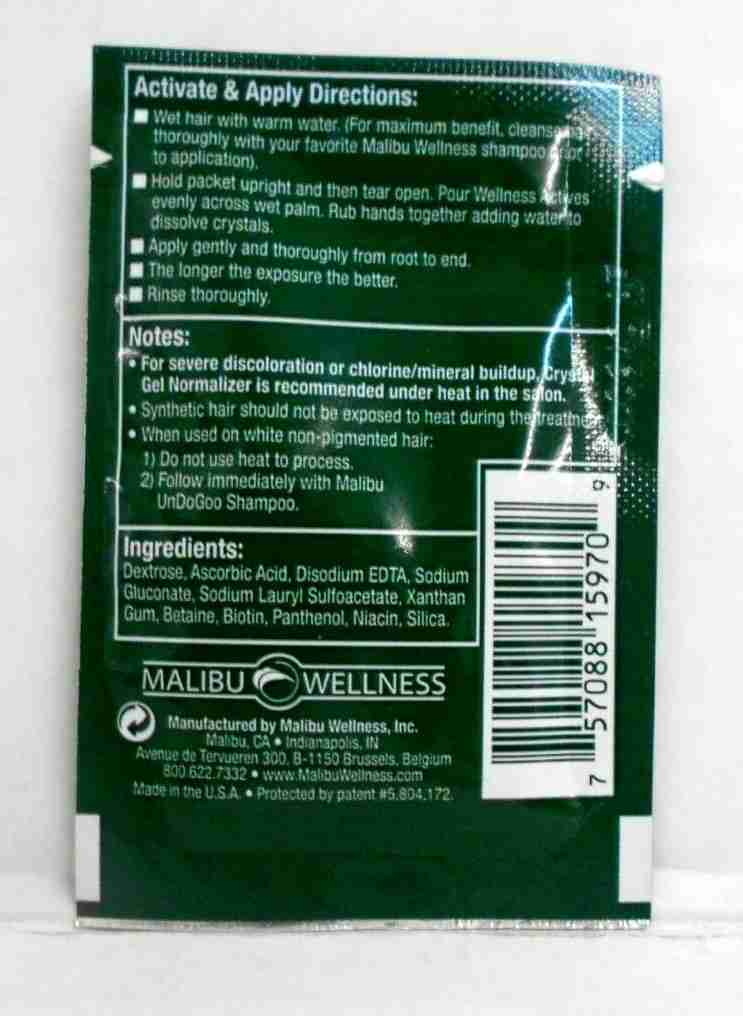 Activate & Apply Directions:
■ Wet hair with warm water. (For maximum benefit, cleanse
thoroughly with your favorite Malibu Wellness shampoo prior
to application).
■ Hold packet upright and then tear open. Pour Wellness Actives
evenly across wet palm. Rub hands together adding water to
dissolve crystals.
■ Apply gently and thoroughly from root to end.
■ The longer the exposure the better.
■ Rinse thoroughly.
Notes:
• For severe discoloration or chlorine/mineral buildup, Crystal
Gel Normalizer is recommended under heat in the salon.
• Synthetic hair should not be exposed to heat during the treatment.
• When used on white non-pigmented hair:
1) Do not use heat to process.
2) Follow immediately with Malibu
UnDoGoo Shampoo.
Ingredients:
Dextrose, Ascorbic Acid, Disodium EDTA, Sodium
Gluconate, Sodium Lauryl Sulfoacetate, Xanthan
Gum, Betaine, Biotin, Panthenol, Niacin, Silica.
MALIBU WELLNESS
Manufactured by Malibu Wellness, Inc.
Malibu, CA • Indianapolis, IN
Avenue de Tervueren 300, B-1150 Brussels, Belgium
800.622.7332 • www.MalibuWellness.com
Made in the U.S.A. • Protected by patent #5,804,172.
7 57088 15970 9